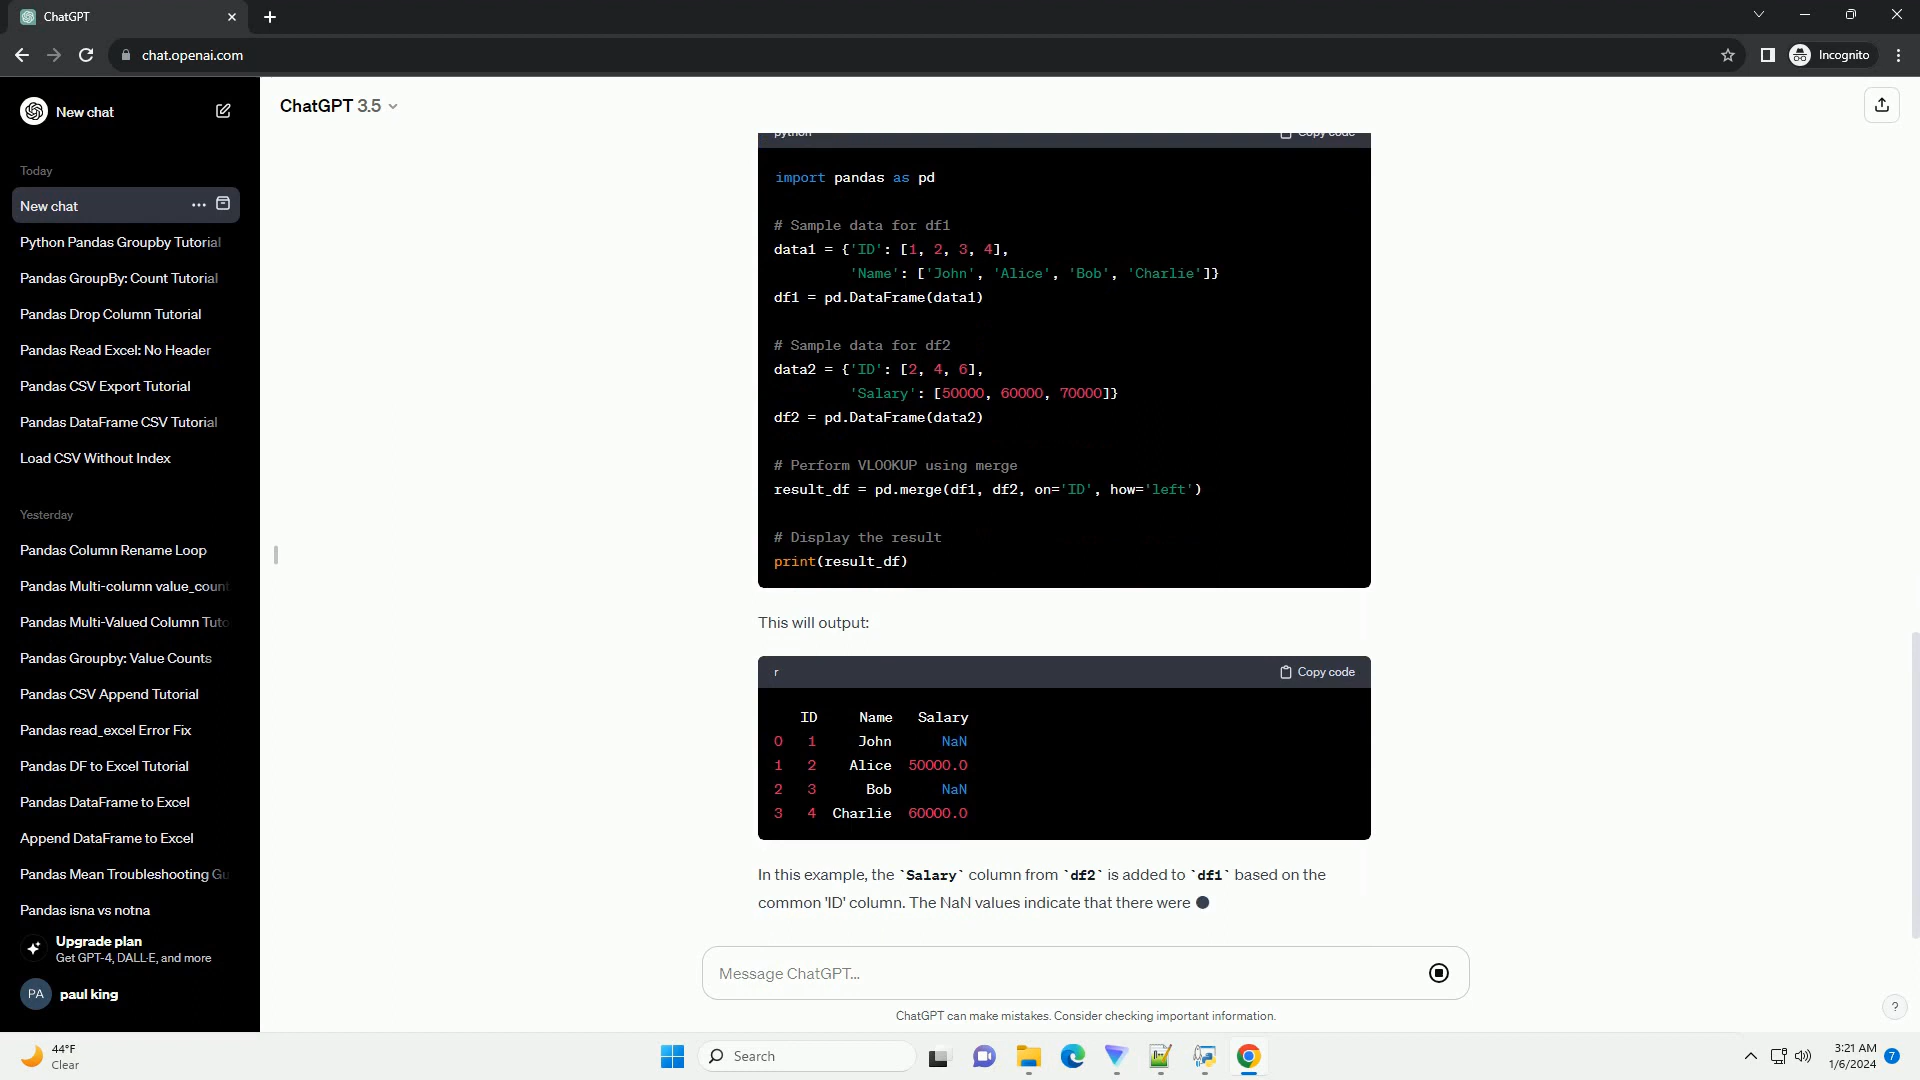 ChatGPT
chat.openai.com
Incognito
New chat
Today
New chat
Python Pandas Groupby Tutorial
Pandas GroupBy: Count Tutorial
Pandas Drop Column Tutorial
Pandas Read Excel: No Header
Pandas CSV Export Tutorial
Pandas DataFrame CSV Tutorial
Load CSV Without Index
Yesterday
Pandas Column Rename Loop
Pandas Multi-column value_count
Pandas Multi-Valued Column Tuto
Pandas Groupby: Value Counts
Pandas CSV Append Tutorial
Pandas read_excel Error Fix
Pandas DF to Excel Tutorial
Pandas DataFrame to Excel
Append DataFrame to Excel
Pandas Mean Troubleshooting Gu
Pandas isna vs notna
Upgrade plan
Get GPT-4, DALL·E, and more
PA paul king
ChatGPT 3.5
python Copy code
import pandas as pd
# Sample data for df1
data1 = {'ID': [1, 2, 3, 4],
'Name': ['John', 'Alice', 'Bob', 'Charlie']}
df1 = pd.DataFrame(data1)
# Sample data for df2
data2 = {'ID': [2, 4, 6],
'Salary': [50000, 60000, 70000]}
df2 = pd.DataFrame(data2)
# Perform VLOOKUP using merge
result_df = pd.merge(df1, df2, on='ID', how='left')
# Display the result
print(result_df)
This will output:
r Copy code
ID Name Salary
0 1 John NaN
1 2 Alice 50000.0
2 3 Bob NaN
3 4 Charlie 60000.0
In this example, the `Salary` column from `df2` is added to `df1` based on the
common 'ID' column. The NaN values indicate that there were
Message ChatGPT...
ChatGPT can make mistakes. Consider checking important information.
?
44°F
Clear
Search
3:21 AM
1/6/2024
7